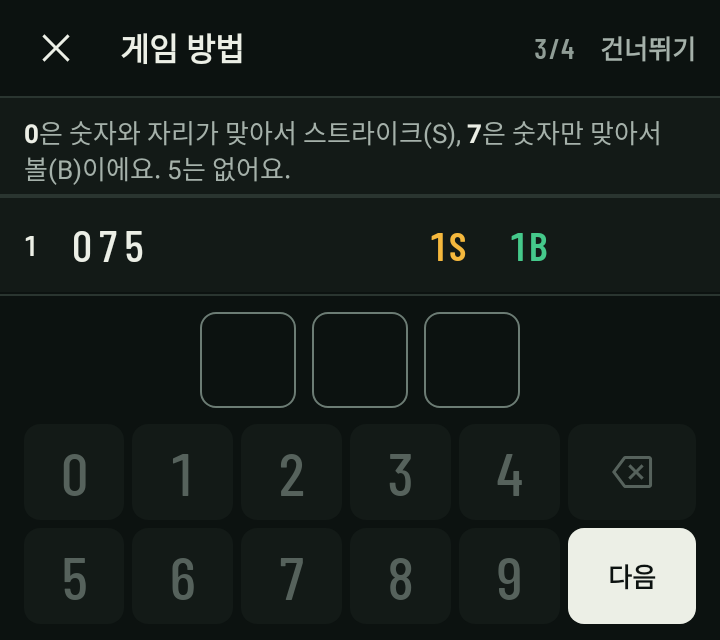 게임 방법 3/4 건너뛰기
0은 숫자와 자리가 맞아서 스트라이크(S), 7은 숫자만 맞아서
볼(B)이에요. 5는 없어요.
1 075 1S 1B
0 1 2 3 4
5 6 7 8 9 다음